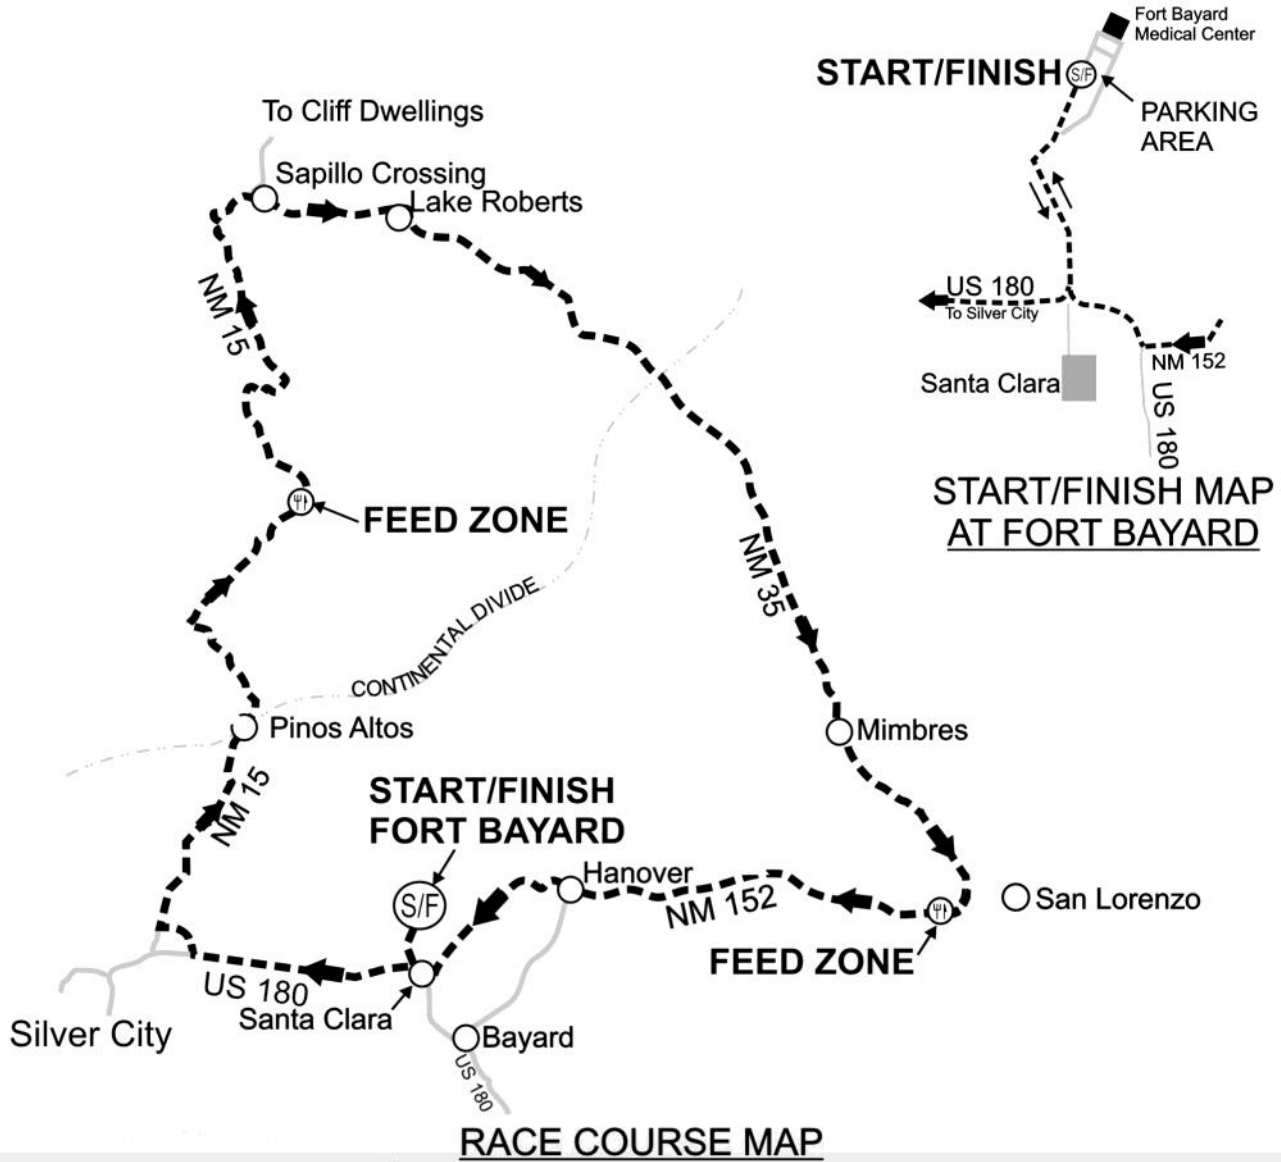 Fort Bayard
Medical Center
START/FINISH
S/F
PARKING
AREA
To Cliff Dwellings
Sapillo Crossing
Lake Roberts
NM 15
US 180
To Silver City
NM 152
Santa Clara
US 180
START/FINISH MAP
AT FORT BAYARD
FEED ZONE
NM 35
CONTINENTAL DIVIDE
Pinos Altos
Mimbres
NM 15
START/FINISH
FORT BAYARD
Hanover
S/F
NM 152
San Lorenzo
FEED ZONE
US 180
Santa Clara
Silver City
Bayard
US 180
RACE COURSE MAP